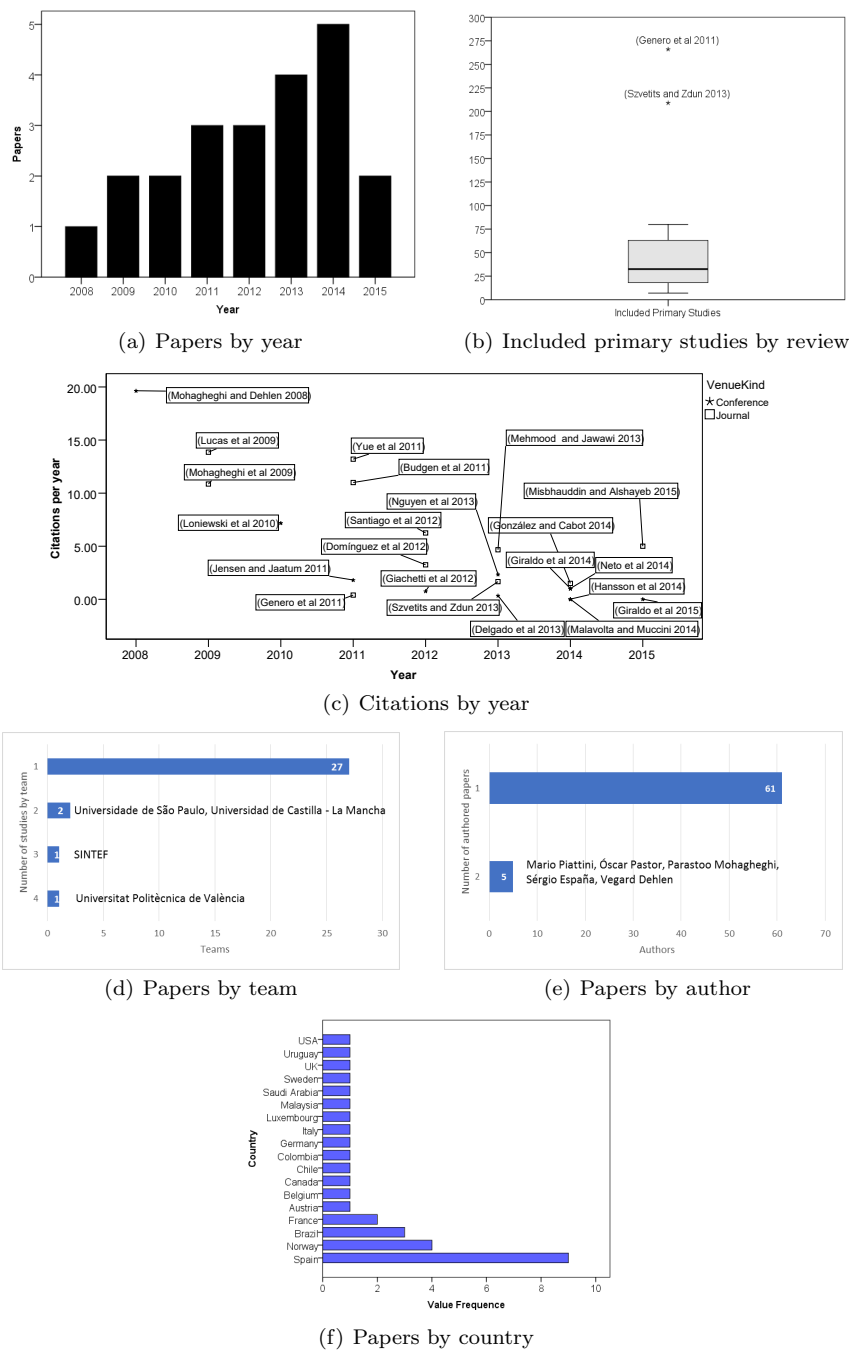 5
4
3
2
1
0
Papers
2008 2009 2010 2011 2012 2013 2014 2015
Year
(a) Papers by year
300
275
250
225
200
175
150
125
100
75
50
25
0
(Genero et al 2011)
(Szvetits and Zdun 2013)
Included Primary Studies
(b) Included primary studies by review
20.00
15.00
10.00
5.00
0.00
Citations per year
VenueKind
Conference
Journal
(Mohagheghi and Dehlen 2008)
(Lucas et al 2009)
(Yue et al 2011)
(Mehmood and Jawawi 2013)
(Mohagheghi et al 2009)
(Budgen et al 2011)
(Misbhauddin and Alshayeb 2015)
(Nguyen et al 2013)
(Loniewski et al 2010)
(Santiago et al 2012)
(González and Cabot 2014)
(Domínguez et al 2012)
(Giraldo et al 2014)
(Neto et al 2014)
(Jensen and Jaatum 2011)
(Giachetti et al 2012)
(Hansson et al 2014)
(Genero et al 2011)
(Szvetits and Zdun 2013)
(Giraldo et al 2015)
(Delgado et al 2013)
(Malavolta and Muccini 2014)
2008 2009 2010 2011 2012 2013 2014 2015
Year
(c) Citations by year
Number of studies by team
1
27
2
2
Universidade de São Paulo, Universidad de Castilla - La Mancha
3
1
SINTEF
4
1
Universitat Politècnica de València
0 5 10 15 20 25 30
Teams
(d) Papers by team
Number of authored papers
1
61
2
5
Mario Piattini, Óscar Pastor, Parastoo Mohagheghi,
Sérgio España, Vegard Dehlen
0 10 20 30 40 50 60 70
Authors
(e) Papers by author
Country
USA
Uruguay
UK
Sweden
Saudi Arabia
Malaysia
Luxembourg
Italy
Germany
Colombia
Chile
Canada
Belgium
Austria
France
Brazil
Norway
Spain
0 2 4 6 8 10
Value Frequence
(f) Papers by country